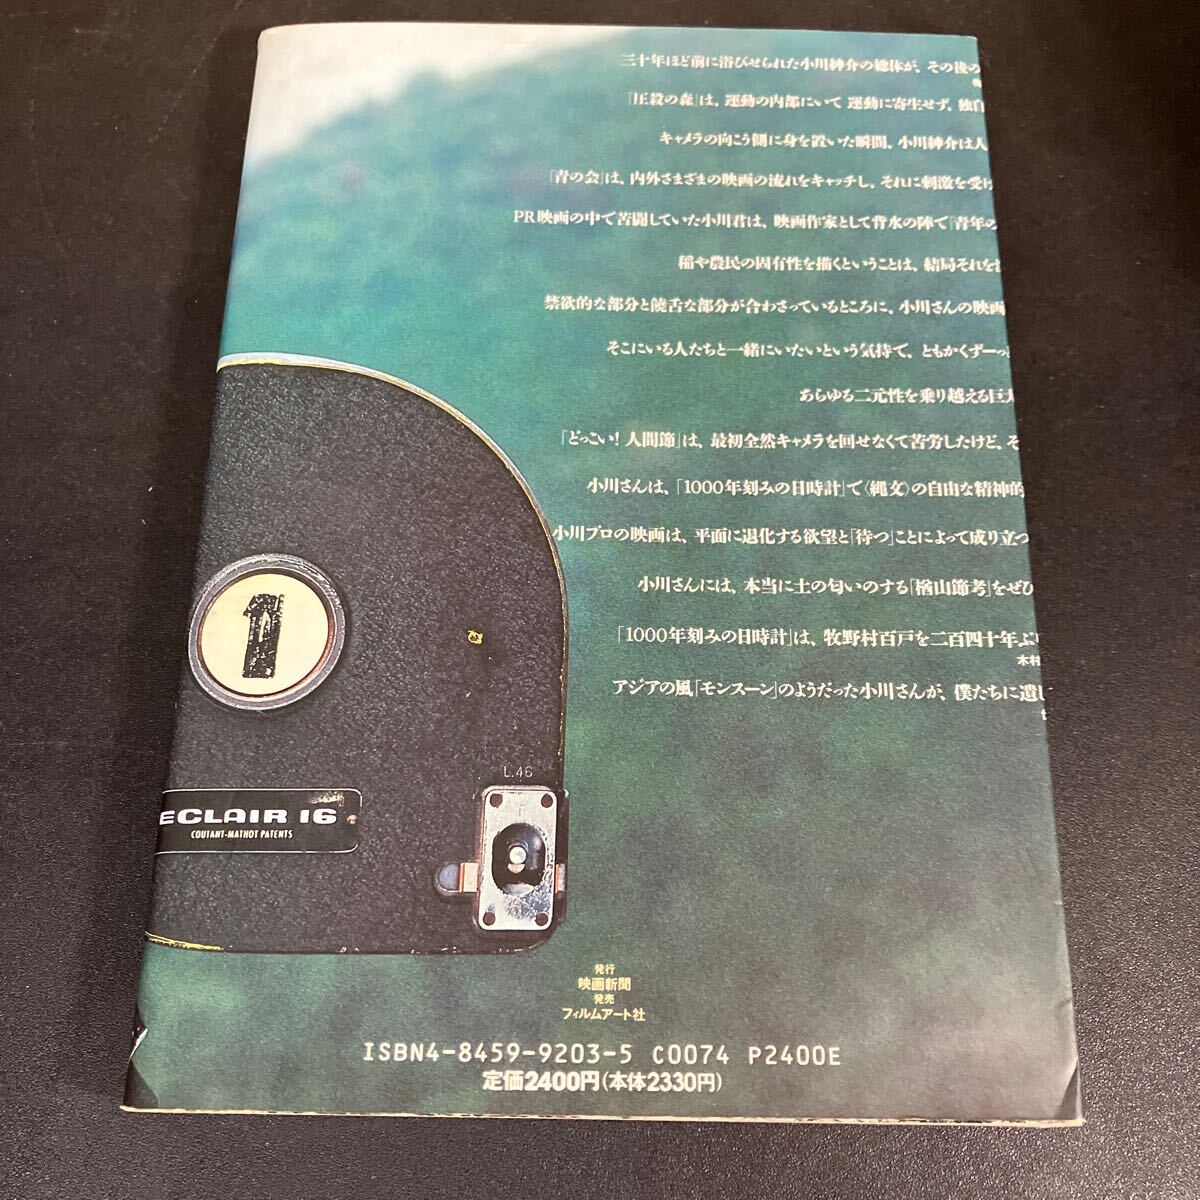 三十年ほど前に浴びせられた小川紳介の総体が、その後の
「圧殺の森」は、運動の内部にいて 運動に寄生せず、独自
キャメラの向こう側に身を置いた瞬間、小川紳介は人
「青の会」は、内外さまざまの映画の流れをキャッチし、それに刺激を受け
PR映画の中で苦闘していた小川君は、映画作家として背水の陣で「青年の
稲や農民の固有性を描くということは、結局それを
禁欲的な部分と饒舌な部分が合わさっているところに、小川さんの映画
そこにいる人たちと一緒にいたいという気持で、ともかくずーっ
あらゆる二元性を乗り越える巨
「どっこい! 人間節」は、最初全然キャメラを回せなくて苦労したけど、そ
小川さんは、「1000年刻みの日時計」で〈縄文〉の自由な精神的
小川プロの映画は、平面に退化する欲望と「待つ」ことによって成り立つ
小川さんには、本当に土の匂いのする「楢山節考」をぜひ
「1000年刻みの日時計」は、牧野村百戸を二百四十年ぶり
木村
アジアの風「モンスーン」のようだった小川さんが、僕たちに遺し
1
L.46
ECLAIR 16
COUTANT-MATHOT PATENTS
発行
映画新聞
発売
フィルムアート社
ISBN4-8459-9203-5 C0074 P2400E
定価2400円(本体2330円)